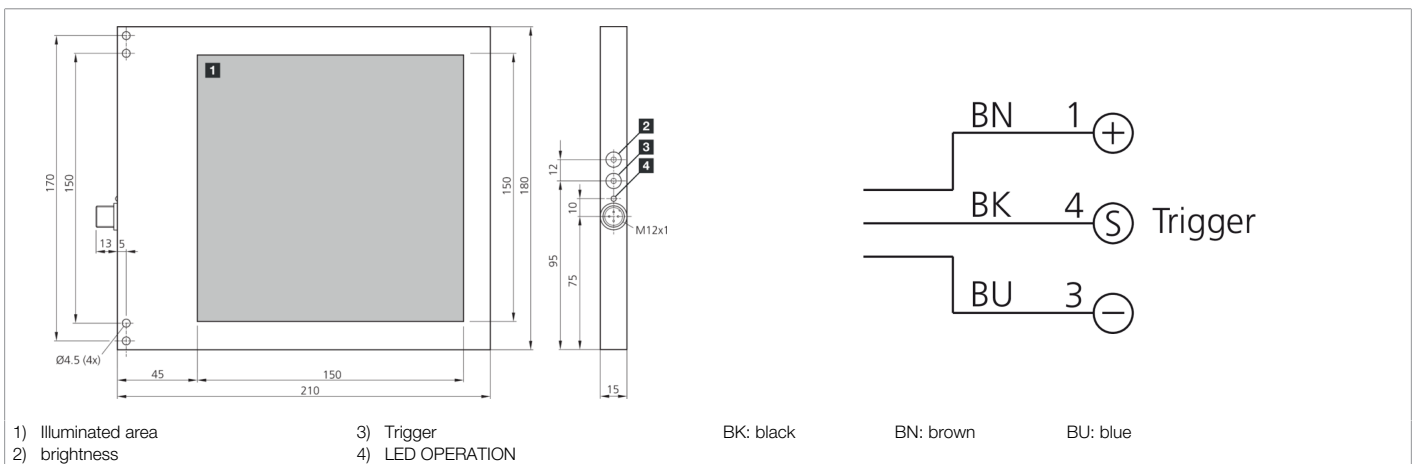 1
2
3
4
170
150
150
180
13
5
Ø4.5 (4x)
45
150
210
12
10
95
75
M12x1
15
BN 1 +
BK 4 S Trigger
BU 3 −
1) Illuminated area
2) brightness
3) Trigger
4) LED OPERATION
BK: black BN: brown BU: blue